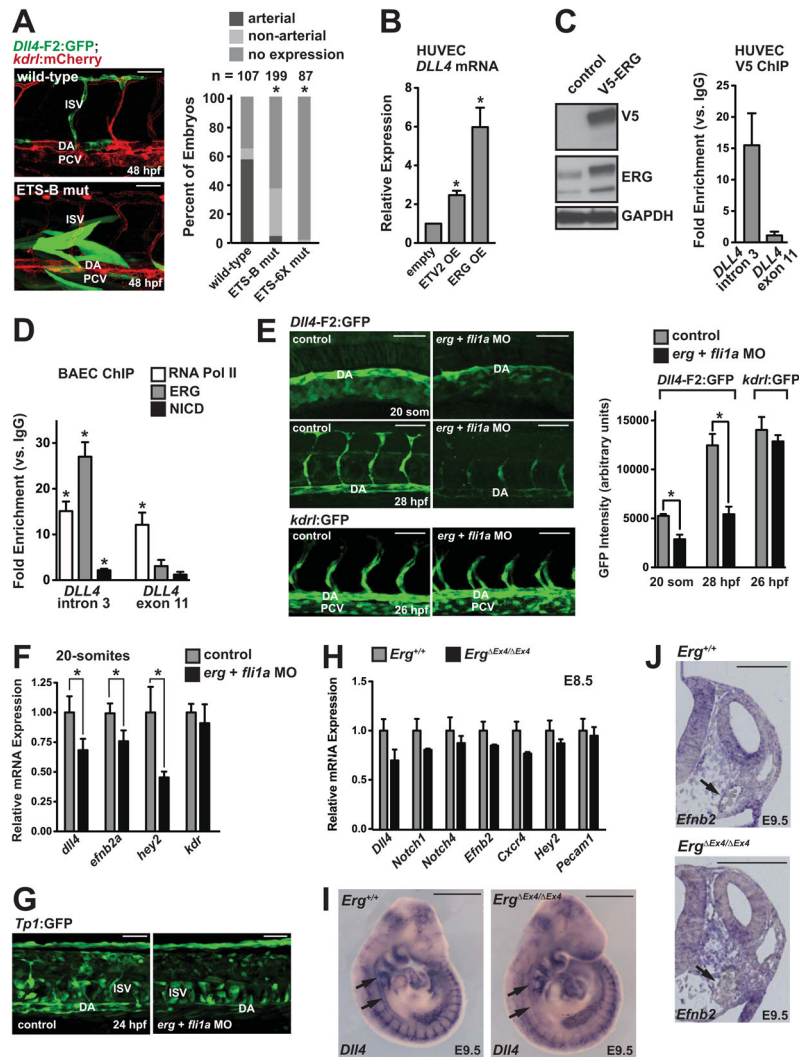 A
Dll4-F2:GFP;
kdrl:mCherry
wild-type
ISV
DA
PCV
48 hpf
ETS-B mut
ISV
DA
PCV
48 hpf
arterial
non-arterial
no expression
n = 107 199 87
* *
Percent of Embryos
100
80
60
40
20
0
wild-type
ETS-B mut
ETS-6X mut
B
HUVEC
DLL4 mRNA
Relative Expression
8
6
4
2
0
*
*
empty
ETV2 OE
ERG OE
C
control
V5-ERG
V5
ERG
GAPDH
HUVEC
V5 ChIP
Fold Enrichment (vs. IgG)
25
20
15
10
5
0
DLL4
intron 3
DLL4
exon 11
D
BAEC ChIP
RNA Pol II
ERG
NICD
Fold Enrichment (vs. IgG)
30
20
10
0
*
*
*
*
DLL4
intron 3
DLL4
exon 11
E
Dll4-F2:GFP
control
DA
20 som
erg + fli1a MO
control
DA
28 hpf
erg + fli1a MO
DA
kdrl:GFP
control
DA
PCV
26 hpf
erg + fli1a MO
DA
PCV
control
erg + fli1a MO
Dll4-F2:GFP
kdrl:GFP
GFP Intensity (arbitrary units)
15000
10000
5000
0
*
*
20 som
28 hpf
26 hpf
F
20-somites
control
erg + fli1a MO
Relative mRNA Expression
1.25
1.00
0.75
0.50
0.25
0.00
* * *
dll4
efnb2a
hey2
kdr
G
Tp1:GFP
ISV
DA
control
24 hpf
ISV
DA
erg + fli1a MO
H
Erg+/+
ErgΔEx4/ΔEx4
E8.5
Relative mRNA Expression
1.5
1.0
0.5
0.0
Dll4
Notch1
Notch4
Efnb2
Cxcr4
Hey2
Pecam1
I
Erg+/+
Dll4
E9.5
ErgΔEx4/ΔEx4
Dll4
E9.5
J
Erg+/+
Efnb2
E9.5
ErgΔEx4/ΔEx4
Efnb2
E9.5